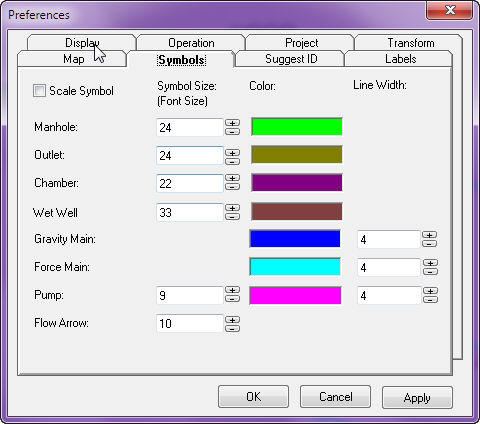 Preferences
Display Operation Project Transform
Map Symbols Suggest ID Labels
Scale Symbol Symbol Size: (Font Size) Color: Line Width:
Manhole: 24
Outlet: 24
Chamber: 22
Wet Well 33
Gravity Main: 4
Force Main: 4
Pump: 9 4
Flow Arrow: 10
OK Cancel Apply